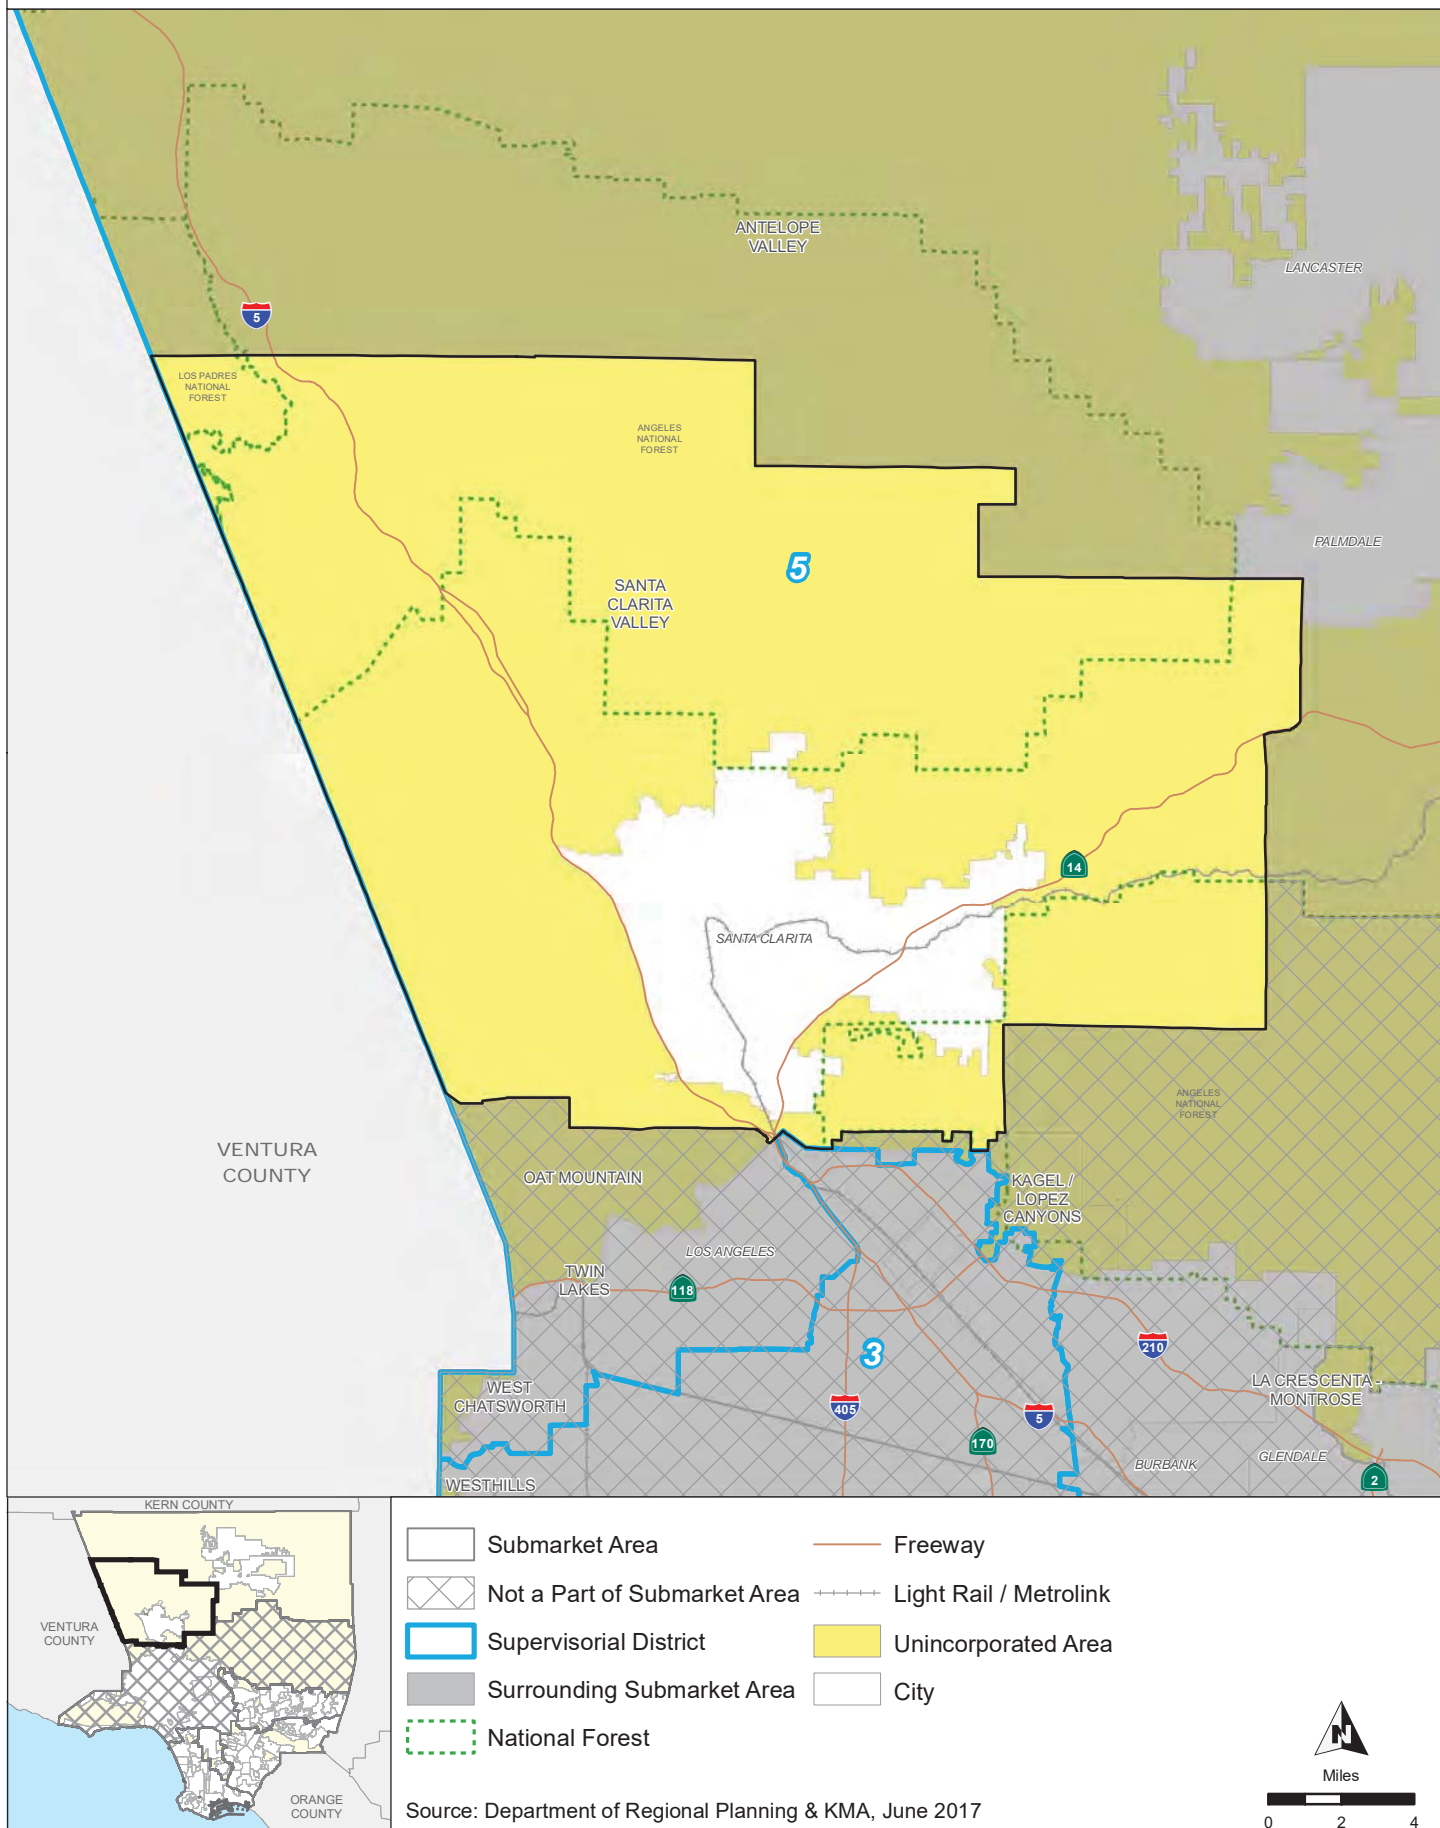 ANTELOPE
VALLEY
LANCASTER
5
LOS PADRES
NATIONAL
FOREST
ANGELES
NATIONAL
FOREST
PALMDALE
5
SANTA
CLARITA
VALLEY
14
SANTA CLARITA
ANGELES
NATIONAL
FOREST
VENTURA
COUNTY
OAT MOUNTAIN
KAGEL /
LOPEZ
CANYONS
LOS ANGELES
TWIN
LAKES
118
3
210
WEST
CHATSWORTH
LA CRESCENTA -
MONTROSE
405
5
170
GLENDALE
BURBANK
2
WESTHILLS
KERN COUNTY
VENTURA
COUNTY
ORANGE
COUNTY
Submarket Area
Not a Part of Submarket Area
Supervisorial District
Surrounding Submarket Area
National Forest
Freeway
Light Rail / Metrolink
Unincorporated Area
City
Source: Department of Regional Planning & KMA, June 2017
N
Miles
0 2 4